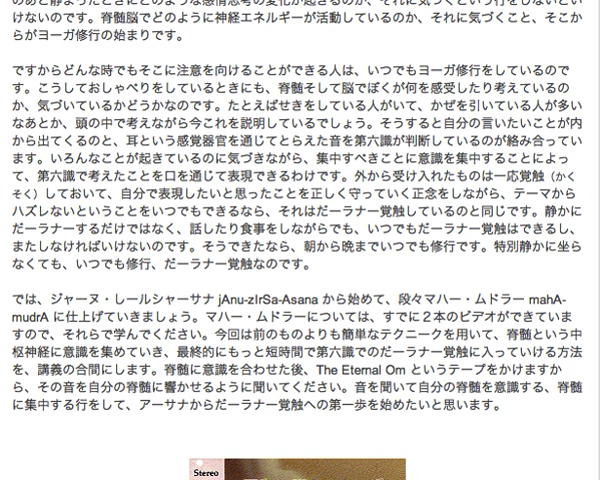 のあと静まったときにどのような感情思考の変化が起きるのか、それに気づくという行をしないとい
けないのです。脊髄脳でどのように神経エネルギーが活動しているのか、それに気づくこと、そこか
らがヨーガ修行の始まりです。
ですからどんな時でもそこに注意を向けることができる人は、いつでもヨーガ修行をしているので
す。こうしておしゃべりをしているときにも、脊髄そして脳でぼくが何を感受したり考えているの
か、気づいているかどうかなのです。たとえばせきをしている人がいて、かぜを引いている人が多い
なあとか、頭の中で考えながら今これを説明しているでしょう。そうすると自分の言いたいことが内
から出てくるのと、耳という感覚器官を通じてとらえた音を第六識が判断しているのが絡み合ってい
ます。いろんなことが起きているのに気づきながら、集中すべきことに意識を集中することによっ
て、第六識で考えたことを口を通じて表現できるわけです。外から受け入れたものは一応覚触（かく
そく）しておいて、自分で表現したいと思ったことを正しく守っていく正念をしながら、テーマから
ハズレないということをいつでもできるなら、それはだーラナー覚触しているのと同じです。静かに
だーラナーするだけではなく、話したり食事をしながらでも、いつでもだーラナー覚触はできるし、
またしなければいけないのです。そうできたなら、朝から晩までいつでも修行です。特別静かに坐ら
なくても、いつでも修行、だーラナー覚触なのです。
では、ジャーヌ・しールシャーサナ jAnu-zIrSa-Asana から始めて、段々マハー・ムドラー mahA-
mudrA に仕上げていきましょう。マハー・ムドラーについては、すでに２本のビデオができていま
すので、それらで学んでください。今回は前のものよりも簡単なテクニークを用いて、脊髄という中
枢神経に意識を集めていき、最終的にもっと短時間で第六識でのだーラナー覚触に入っていける方法
を、講義の合間にします。脊髄に意識を合わせた後、The Eternal Om というテープをかけますか
ら、その音を自分の脊髄に響かせるように聞いてください。音を聞いて自分の脊髄を意識する、脊髄
に集中する行をして、アーサナからだーラナー覚触への第一歩を始めたいと思います。
Stereo